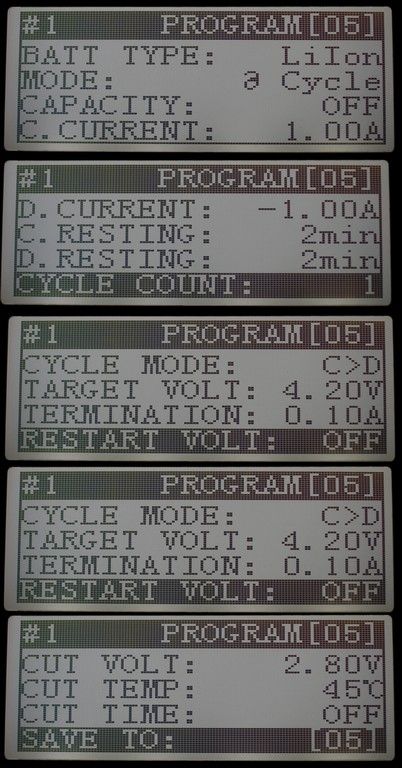 #1 PROGRAM[05]
BATT TYPE: LiIon
MODE: Cycle
CAPACITY: OFF
C.CURRENT: 1.00A
#1 PROGRAM[05]
D.CURRENT: -1.00A
C.RESTING: 2min
D.RESTING: 2min
CYCLE COUNT: 1
#1 PROGRAM[05]
CYCLE MODE: C>D
TARGET VOLT: 4.20V
TERMINATION: 0.10A
RESTART VOLT: OFF
#1 PROGRAM[05]
CYCLE MODE: C>D
TARGET VOLT: 4.20V
TERMINATION: 0.10A
RESTART VOLT: OFF
#1 PROGRAM[05]
CUT VOLT: 2.80V
CUT TEMP: 45℃
CUT TIME: OFF
SAVE TO: [05]